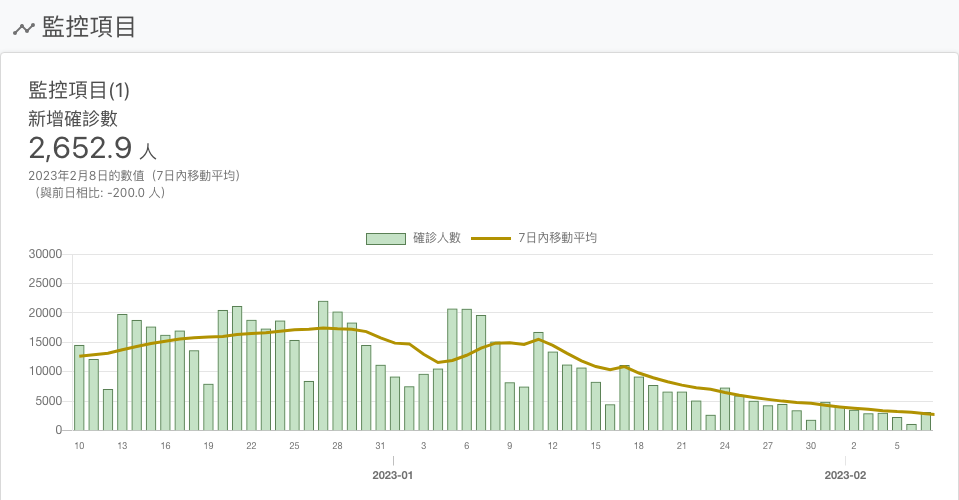 監控項目
監控項目(1)
新增確診數
2,652.9 人
2023年2月8日的數值（7日內移動平均）
（與前日相比: -200.0 人）
確診人數 7日內移動平均
30000
25000
20000
15000
10000
5000
0
10 13 16 19 22 25 28 31 3 6 9 12 15 18 21 24 27 30 2 5
2023-01 2023-02